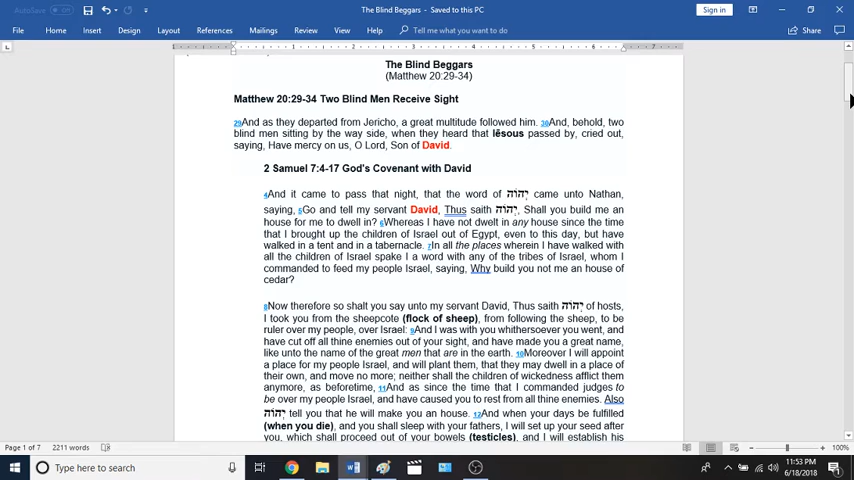 AutoSave Off The Blind Beggars - Saved to this PC Sign in
File Home Insert Draw Design Layout References Mailings Review View Help Tell me what you want to do Share
The Blind Beggars
(Matthew 20:29-34)
Matthew 20:29-34 Two Blind Men Receive Sight
29And as they departed from Jericho, a great multitude followed him. 30And, behold, two
blind men sitting by the way side, when they heard that Iēsous passed by, cried out,
saying, Have mercy on us, O Lord, Son of David.
2 Samuel 7:4-17 God's Covenant with David
4And it came to pass that night, that the word of יְהֹוָה came unto Nathan,
saying, 5Go and tell my servant David, Thus saith יְהֹוָה, Shall you build me an
house for me to dwell in? 6Whereas I have not dwelt in any house since the time
that I brought up the children of Israel out of Egypt, even to this day, but have
walked in a tent and in a tabernacle. 7In all the places wherein I have walked with
all the children of Israel spake I a word with any of the tribes of Israel, whom I
commanded to feed my people Israel, saying, Why build you not me an house of
cedar?
8Now therefore so shalt you say unto my servant David, Thus saith יְהֹוָה of hosts,
I took you from the sheepcote (flock of sheep), from following the sheep, to be
ruler over my people, over Israel: 9And I was with you whithersoever you went, and
have cut off all thine enemies out of your sight, and have made you a great name,
like unto the name of the great men that are in the earth. 10Moreover I will appoint
a place for my people Israel, and will plant them, that they may dwell in a place of
their own, and move no more; neither shall the children of wickedness afflict them
anymore, as beforetime, 11And as since the time that I commanded judges to
be over my people Israel, and have caused you to rest from all thine enemies. Also
יְהֹוָה tell you that he will make you an house. 12And when your days be fulfilled
(when you die), and you shall sleep with your fathers, I will set up your seed after
you, which shall proceed out of your bowels (testicles), and I will establish his
Page 1 of 7 2211 words 100%
Type here to search 11:53 PM
6/18/2018